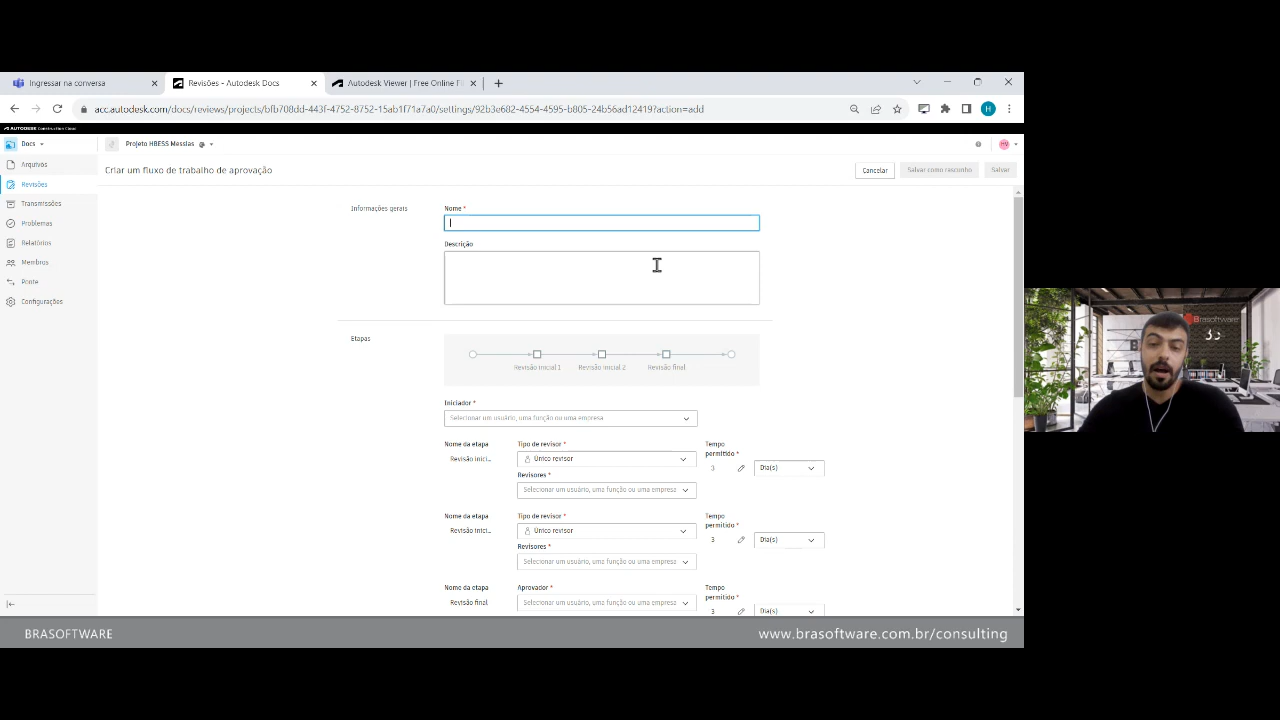 Ingressar na conversa
Revisões - Autodesk Docs
Autodesk Viewer | Free Online Fil
acc.autodesk.com/docs/reviews/projects/bfb708dd-443f-4752-8752-15ab1f71a7a0/settings/92b3e682-4554-4595-b805-24b56ad12419?action=add
H
AUTODESK Construction Cloud
Docs
Projeto HBESS Messias
HM
Arquivos
Revisões
Transmissões
Problemas
Relatórios
Membros
Ponte
Configurações
Criar um fluxo de trabalho de aprovação
Cancelar
Salvar como rascunho
Salvar
Informações gerais
Nome *
Descrição
Etapas
Revisão inicial 1
Revisão inicial 2
Revisão final
Iniciador *
Selecionar um usuário, uma função ou uma empresa
Nome da etapa
Tipo de revisor *
Tempo permitido *
Revisão inici...
Único revisor
3
Dia(s)
Revisores *
Selecionar um usuário, uma função ou uma empresa
Nome da etapa
Tipo de revisor *
Tempo permitido *
Revisão inici...
Único revisor
3
Dia(s)
Revisores *
Selecionar um usuário, uma função ou uma empresa
Nome da etapa
Aprovador *
Tempo permitido *
Revisão final
Selecionar um usuário, uma função ou uma empresa
3
Dia(s)
Brasoftware
BRASOFTWARE
www.brasoftware.com.br/consulting